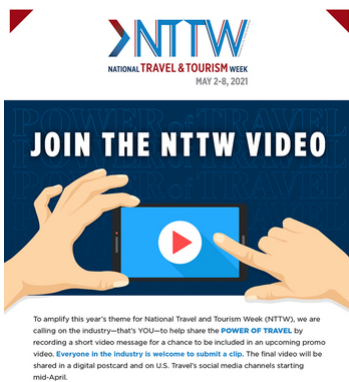 NTTW
NATIONAL TRAVEL & TOURISM WEEK
MAY 2-8, 2021
POWER of TRAVEL
JOIN THE NTTW VIDEO
To amplify this year's theme for National Travel and Tourism Week (NTTW), we are
calling on the industry—that's YOU—to help share the POWER OF TRAVEL by
recording a short video message for a chance to be included in an upcoming promo
video. Everyone in the industry is welcome to submit a clip. The final video will be
shared in a digital postcard and on U.S. Travel's social media channels starting
mid-April.